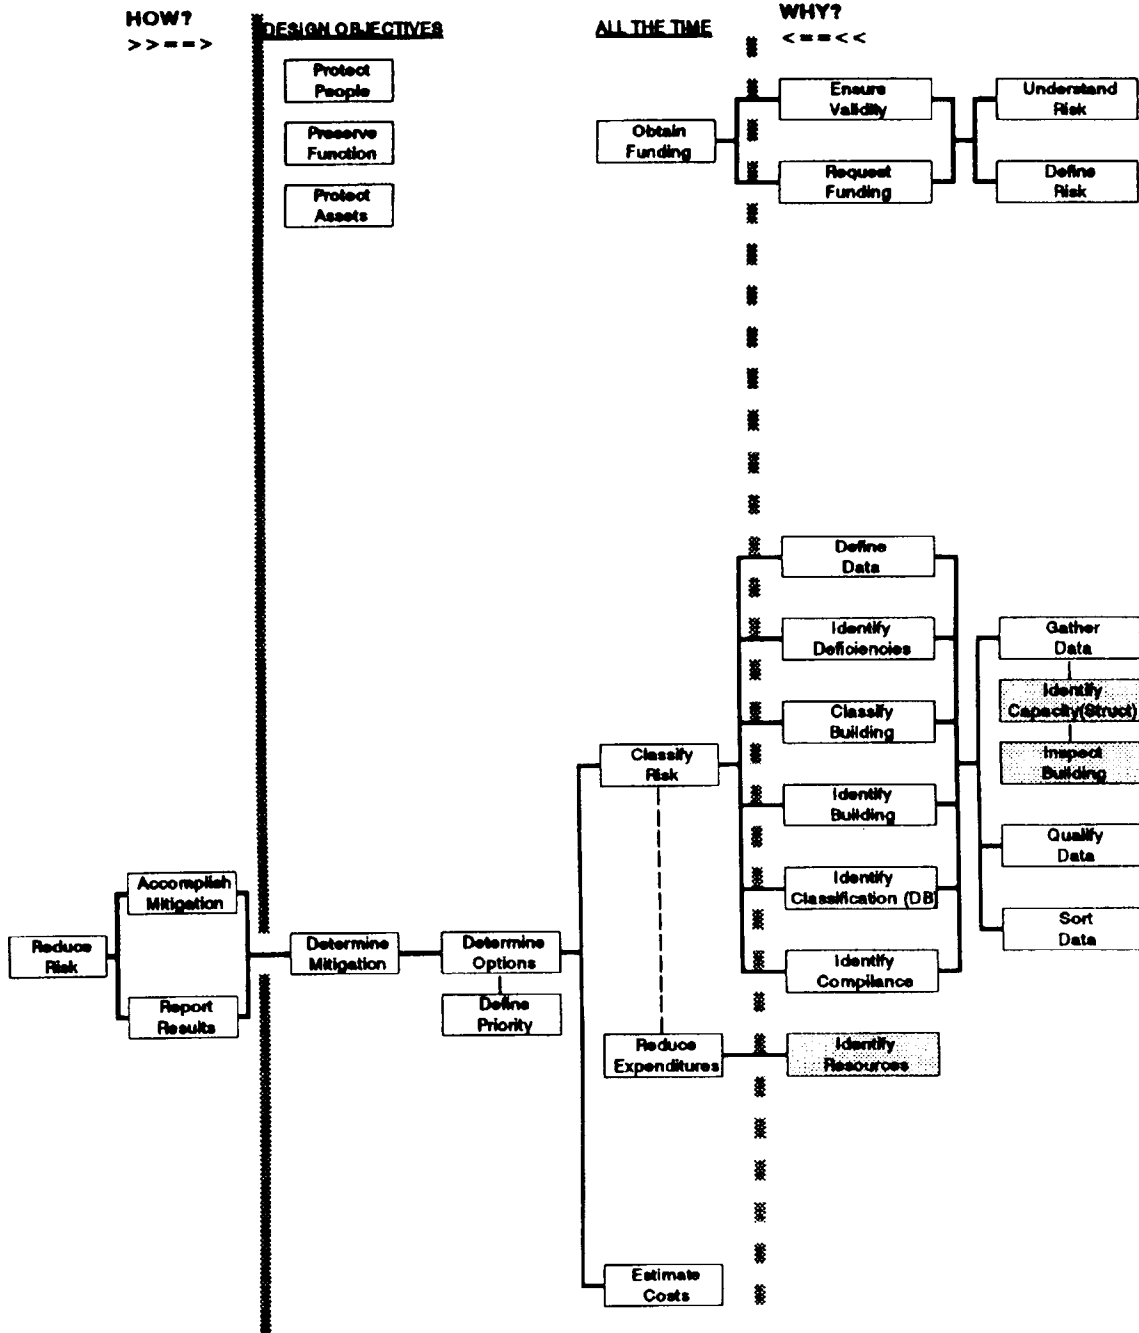 HOW?
>>==>
DESIGN OBJECTIVES
ALL THE TIME
WHY?
<==<<
Protect
People
Preserve
Function
Protect
Assets
Obtain
Funding
Ensure
Validity
Request
Funding
Understand
Risk
Define
Risk
Define
Data
Identify
Deficiencies
Classify
Building
Identify
Building
Identify
Classification (DB)
Identify
Compliance
Gather
Data
Identify
Capacity(Struct)
Inspect
Building
Qualify
Data
Sort
Data
Classify
Risk
Accomplish
Mitigation
Reduce
Risk
Report
Results
Determine
Mitigation
Determine
Options
Define
Priority
Reduce
Expenditures
Identify
Resources
Estimate
Costs